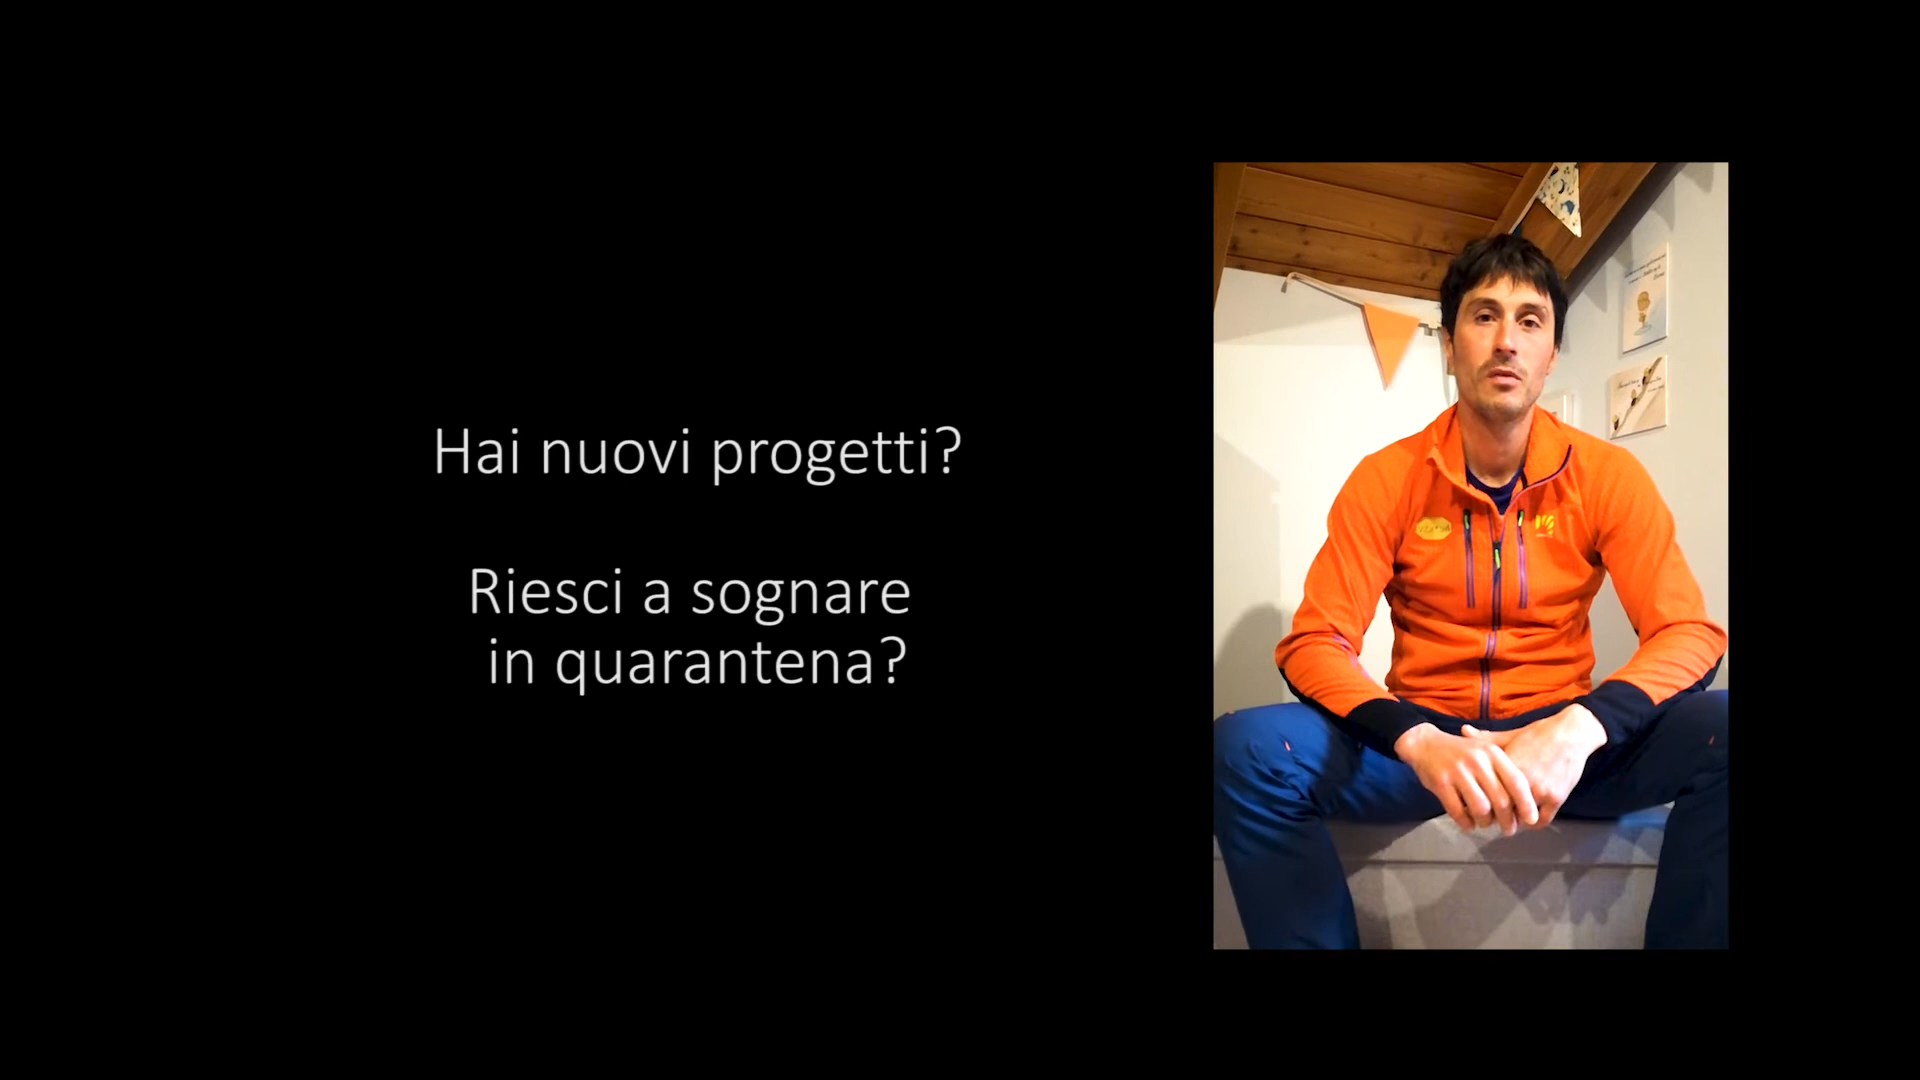 Hai nuovi progetti?
Riesci a sognare
in quarantena?